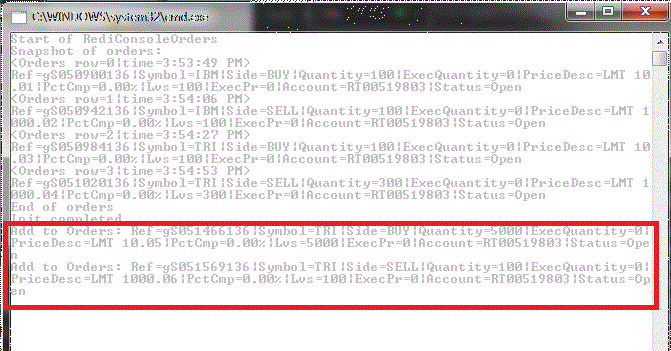 C:\WINDOWS\system32\cmd.exe
Start of RediConsoleOrders
Snapshot of orders:
<Orders row=0|time=3:53:49 PM>
Ref=gS050900136|Symbol=IBM|Side=BUY|Quantity=100|ExecQuantity=0|PriceDesc=LMT 10
.01|PctCmp=0.00%|Lvs=100|ExecPr=0|Account=RT00519803|Status=Open
<Orders row=1|time=3:54:06 PM>
Ref=gS050942136|Symbol=IBM|Side=SELL|Quantity=100|ExecQuantity=0|PriceDesc=LMT 1
000.02|PctCmp=0.00%|Lvs=100|ExecPr=0|Account=RT00519803|Status=Open
<Orders row=2|time=3:54:27 PM>
Ref=gS050984136|Symbol=TRI|Side=BUY|Quantity=100|ExecQuantity=0|PriceDesc=LMT 10
.03|PctCmp=0.00%|Lvs=100|ExecPr=0|Account=RT00519803|Status=Open
<Orders row=3|time=3:54:53 PM>
Ref=gS051020136|Symbol=TRI|Side=SELL|Quantity=300|ExecQuantity=0|PriceDesc=LMT 1
000.04|PctCmp=0.00%|Lvs=300|ExecPr=0|Account=RT00519803|Status=Open
End of orders
Init completed
Add to Orders: Ref=gS051466136|Symbol=TRI|Side=BUY|Quantity=5000|ExecQuantity=0|
PriceDesc=LMT 10.05|PctCmp=0.00%|Lvs=5000|ExecPr=0|Account=RT00519803|Status=Ope
n
Add to Orders: Ref=gS051569136|Symbol=TRI|Side=SELL|Quantity=100|ExecQuantity=0|
PriceDesc=LMT 1000.06|PctCmp=0.00%|Lvs=100|ExecPr=0|Account=RT00519803|Status=Op
en